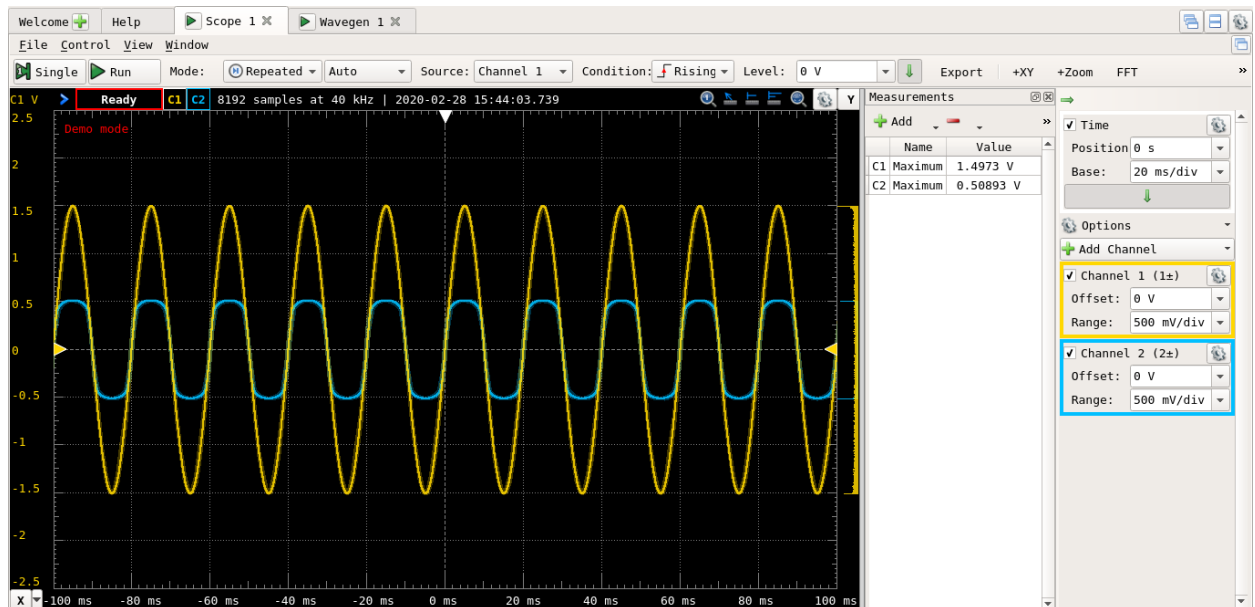 Welcome Help Scope 1 Wavegen 1
File Control View Window
Single Run Mode: Repeated Auto Source: Channel 1 Condition: Rising Level: 0 V Export +XY +Zoom FFT »
C1 V Ready C1 C2 8192 samples at 40 kHz | 2020-02-28 15:44:03.739 Y
Demo mode
2.5
2
1.5
1
0.5
0
-0.5
-1
-1.5
-2
-2.5
X -100 ms -80 ms -60 ms -40 ms -20 ms 0 ms 20 ms 40 ms 60 ms 80 ms 100 ms
Measurements
Add »
Name Value
C1 Maximum 1.4973 V
C2 Maximum 0.50893 V
Time
Position 0 s
Base: 20 ms/div
Options
Add Channel
Channel 1 (1±)
Offset: 0 V
Range: 500 mV/div
Channel 2 (2±)
Offset: 0 V
Range: 500 mV/div